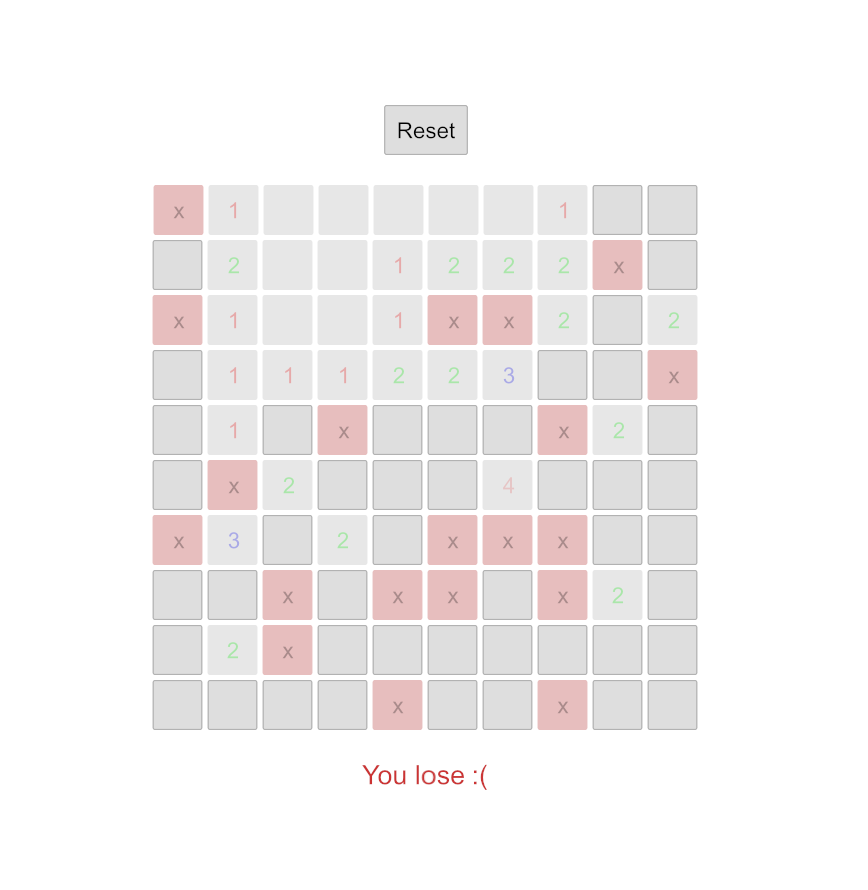 Reset
x 1 1
2 1 2 2 2 x
x 1 1 x x 2 2
1 1 1 2 2 3 x
1 x x 2
x 2 4
x 3 2 x x x
x x x x 2
2 x
x x
You lose :(